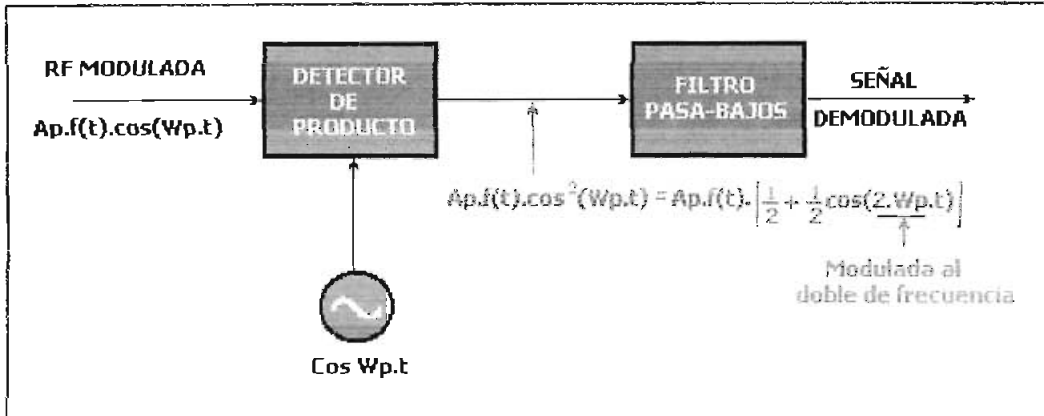 RF MODULADA
Ap.f(t).cos(Wp.t)
DETECTOR
DE
PRODUCTO
FILTRO
PASA-BAJOS
SEÑAL
DEMODULADA
Ap.f(t).cos²(Wp.t) = Ap.f(t).[1/2 + 1/2 cos(2.Wp.t)]
Modulada al
doble de frecuencia
Cos Wp.t